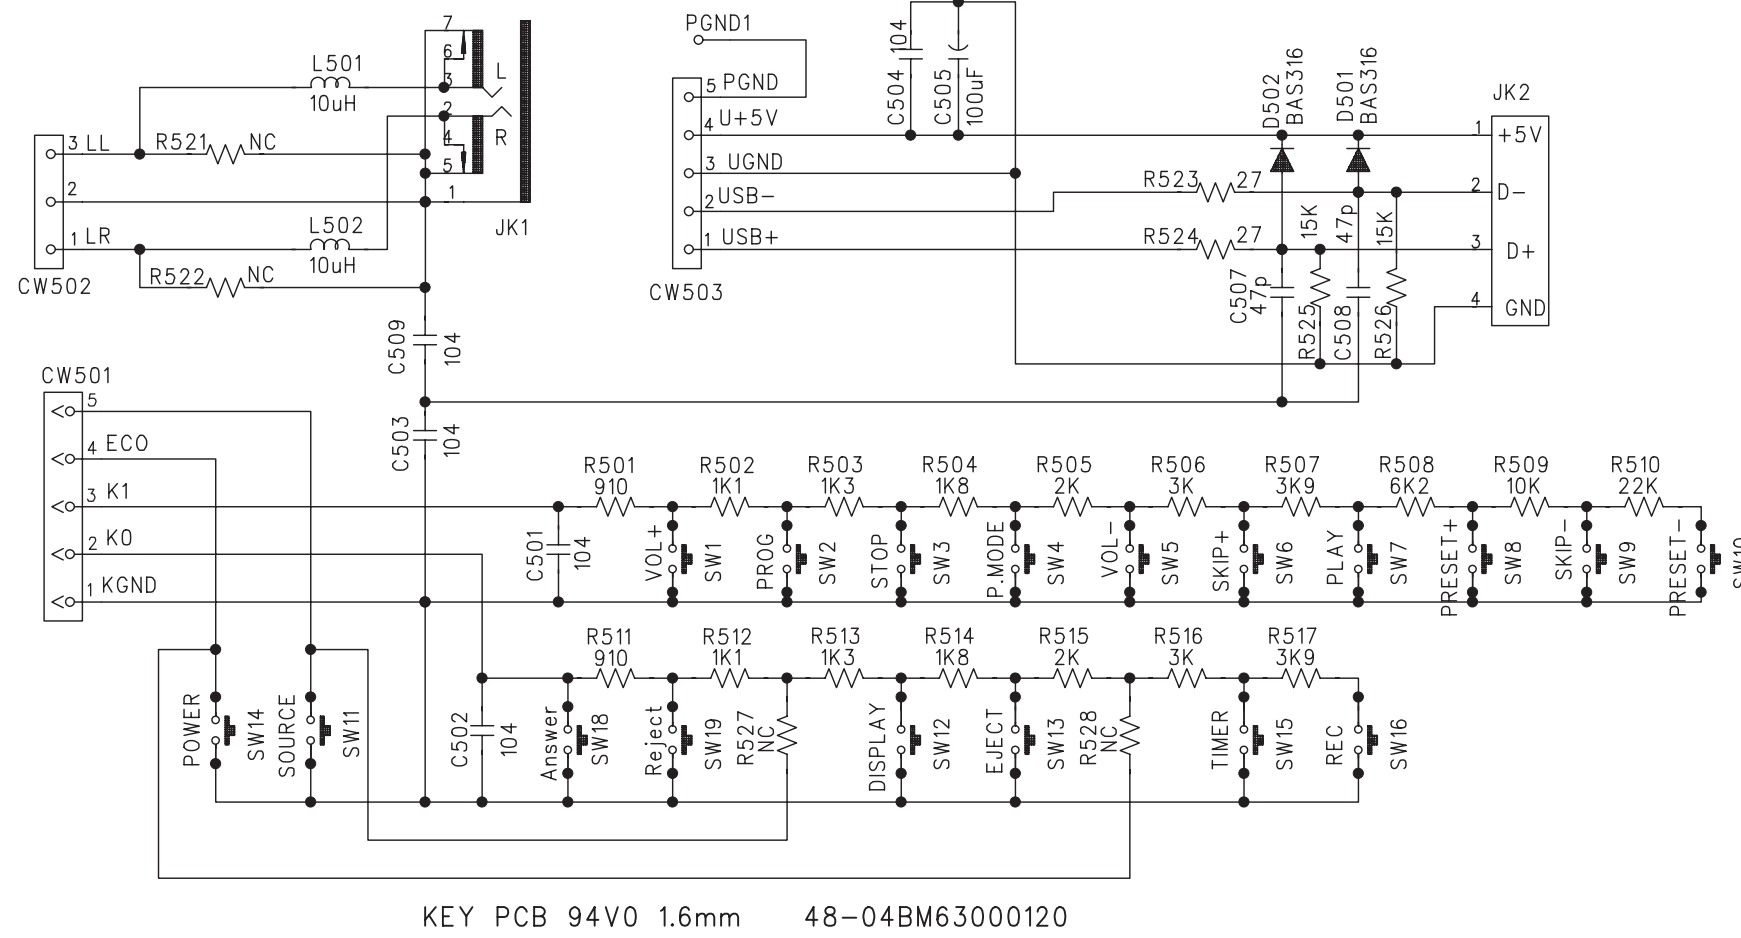 7
6
3
2
4
5
1
L
R
JK1
L501
10uH
3 LL
R521 NC
2
1 LR
L502
10uH
R522 NC
CW502
C509
104
C503
104
PGND1
5 PGND
4 U+5V
3 UGND
2 USB-
1 USB+
CW503
C504 104
C505
100uF
D502
BAS316
D501
BAS316
JK2
1 +5V
2 D-
3 D+
4 GND
R523 27
R524 27
C507
47p
R525
15K
C508
47p
R526
15K
CW501
5
4 ECO
3 K1
2 K0
1 KGND
R501
910
R502
1K1
R503
1K3
R504
1K8
R505
2K
R506
3K
R507
3K9
R508
6K2
R509
10K
R510
22K
C501
104
VOL+
SW1
PROG
SW2
STOP
SW3
P.MODE
SW4
VOL-
SW5
SKIP+
SW6
PLAY
SW7
PRESET+
SW8
SKIP-
SW9
PRESET-
SW10
R511
910
R512
1K1
R513
1K3
R514
1K8
R515
2K
R516
3K
R517
3K9
POWER
SW14
SOURCE
SW11
C502
104
Answer
SW18
Reject
SW19
R527
NC
DISPLAY
SW12
EJECT
SW13
R528
NC
TIMER
SW15
REC
SW16
KEY PCB 94V0 1.6mm 48-04BM63000120